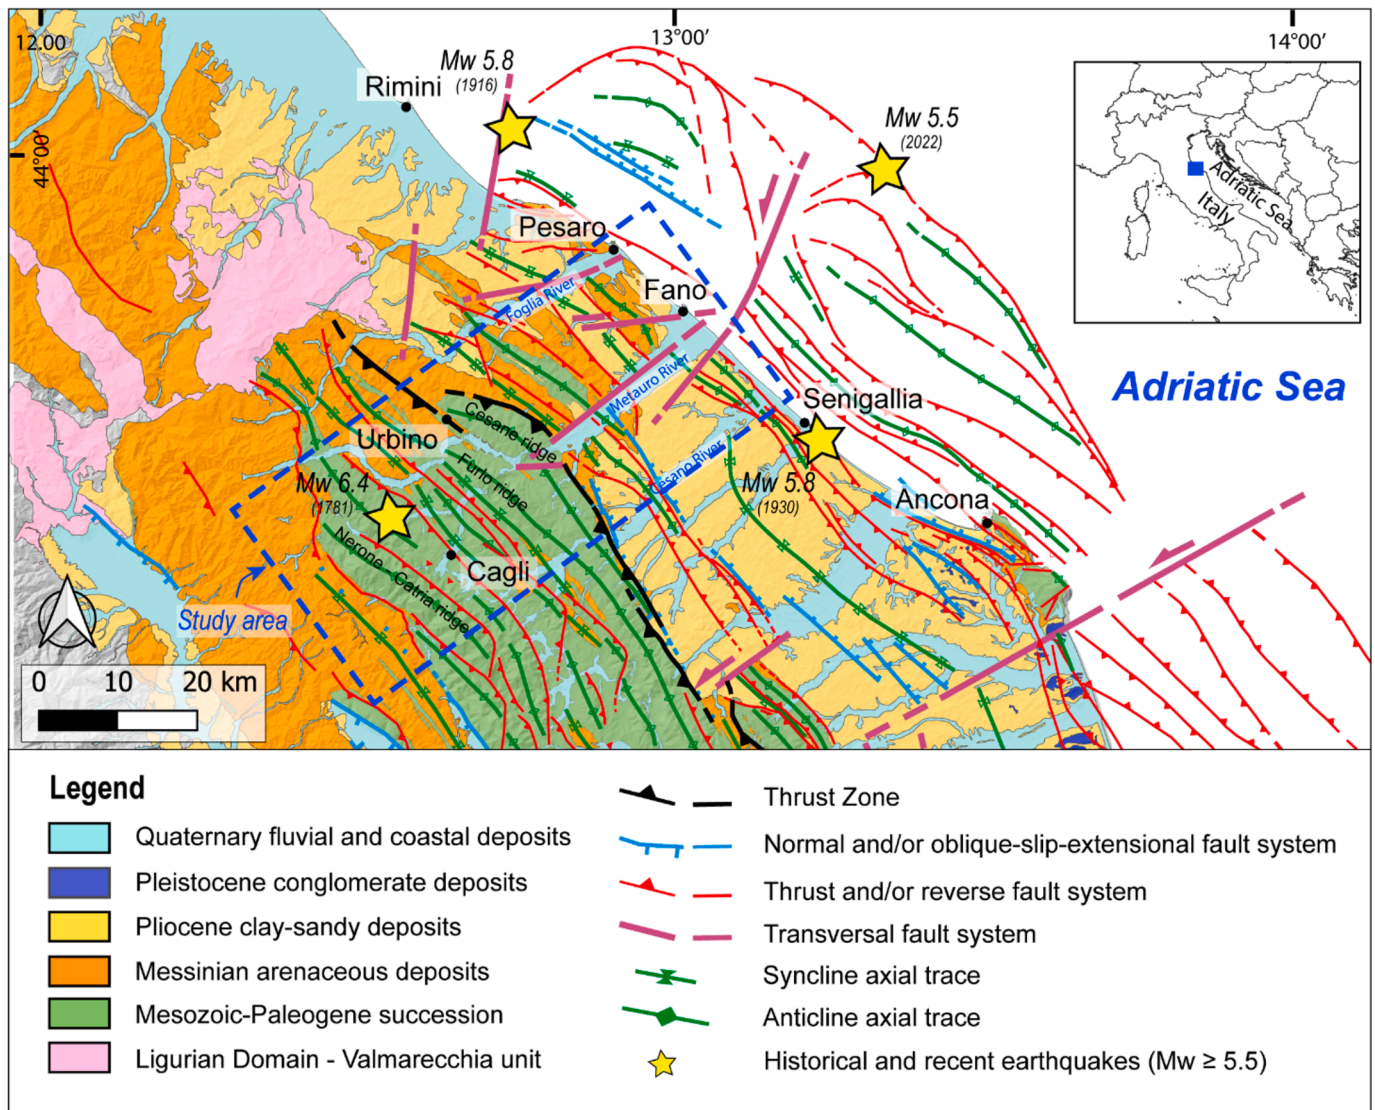 12.00
13°00’
14°00’
44°00’
Mw 5.8
(1916)
Rimini
Mw 5.5
(2022)
Adriatic Sea
Italy
Pesaro
Foglia River
Fano
Adriatic Sea
Metauro River
Senigallia
Cesane ridge
Urbino
Cesano River
Furlo ridge
Mw 6.4
(1781)
Mw 5.8
(1930)
Ancona
Nerone - Catria ridge
Cagli
Study area
0 10 20 km
Legend
Quaternary fluvial and coastal deposits
Pleistocene conglomerate deposits
Pliocene clay-sandy deposits
Messinian arenaceous deposits
Mesozoic-Paleogene succession
Ligurian Domain - Valmarecchia unit
Thrust Zone
Normal and/or oblique-slip-extensional fault system
Thrust and/or reverse fault system
Transversal fault system
Syncline axial trace
Anticline axial trace
Historical and recent earthquakes (Mw ≥ 5.5)